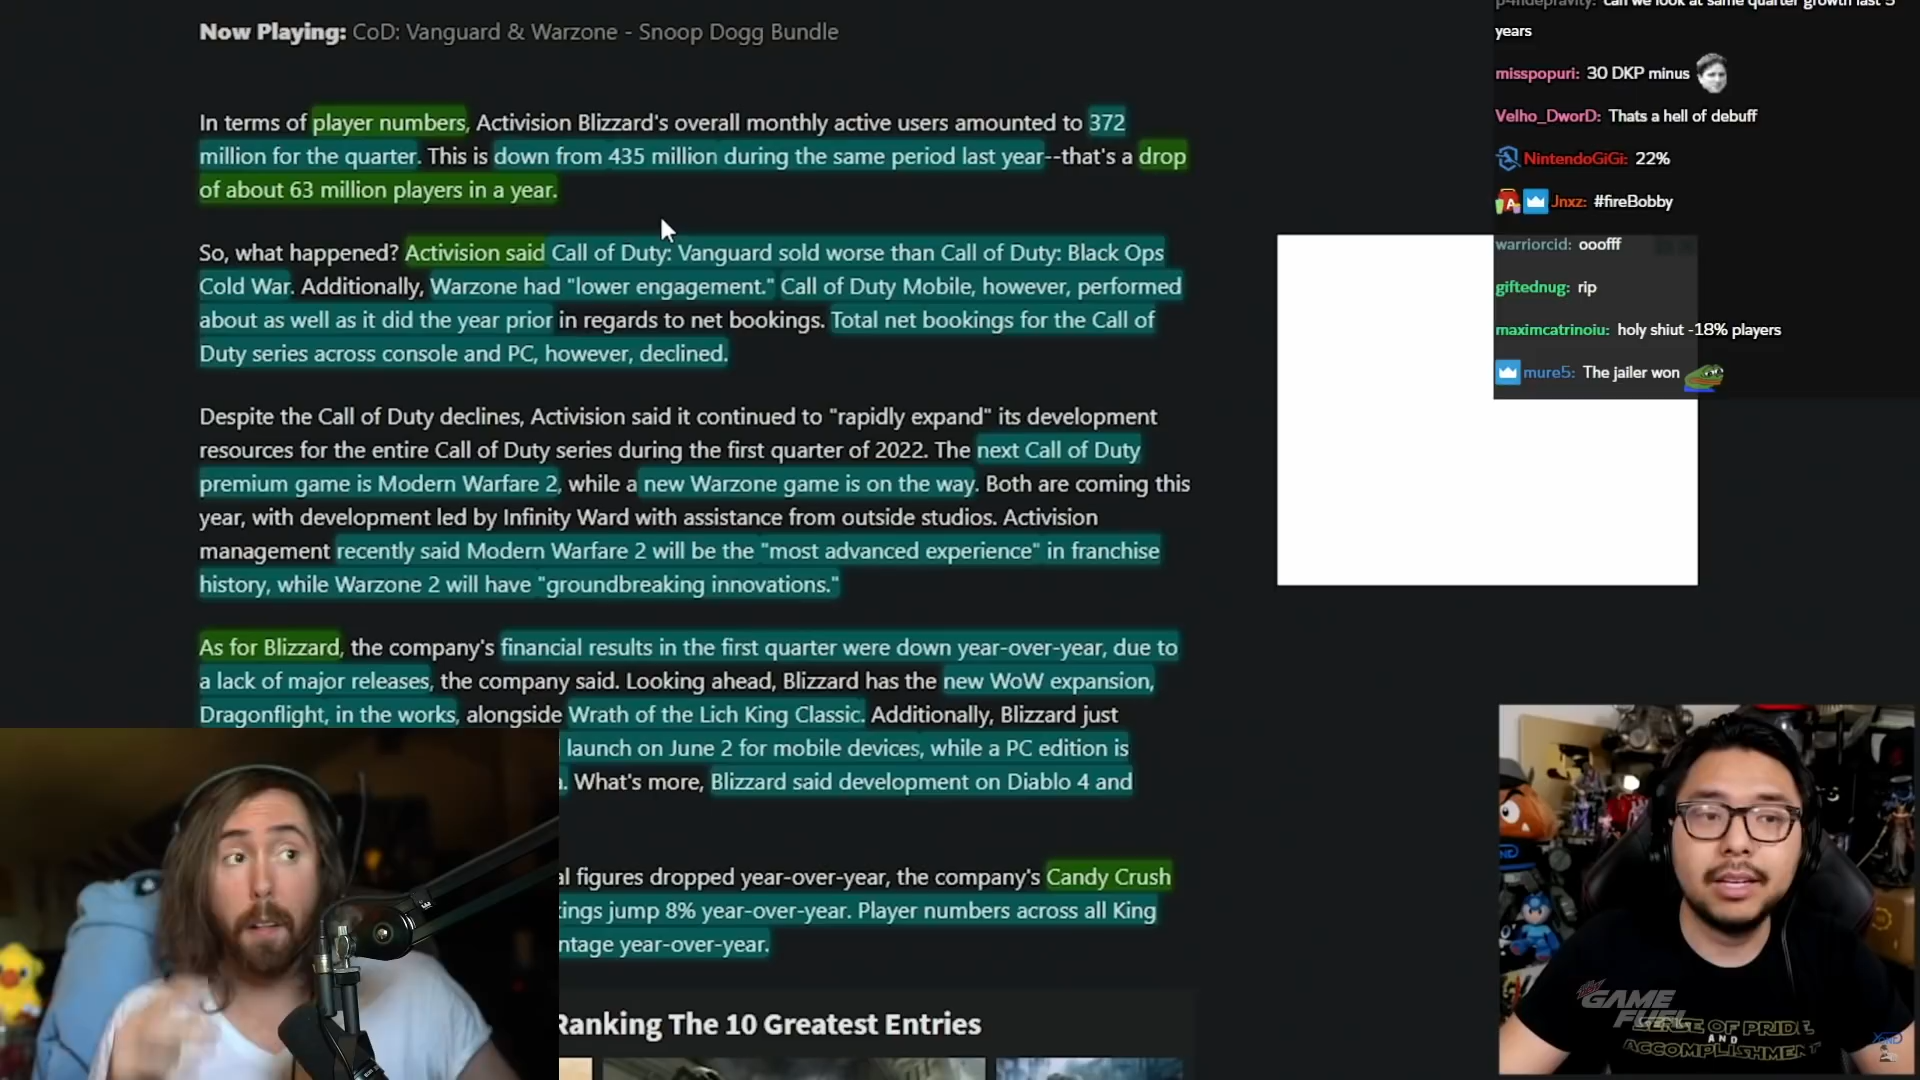 Now Playing: CoD: Vanguard & Warzone - Snoop Dogg Bundle
In terms of player numbers, Activision Blizzard's overall monthly active users amounted to 372
million for the quarter. This is down from 435 million during the same period last year--that's a drop
of about 63 million players in a year.
So, what happened? Activision said Call of Duty: Vanguard sold worse than Call of Duty: Black Ops
Cold War. Additionally, Warzone had "lower engagement." Call of Duty Mobile, however, performed
about as well as it did the year prior in regards to net bookings. Total net bookings for the Call of
Duty series across console and PC, however, declined.
Despite the Call of Duty declines, Activision said it continued to "rapidly expand" its development
resources for the entire Call of Duty series during the first quarter of 2022. The next Call of Duty
premium game is Modern Warfare 2, while a new Warzone game is on the way. Both are coming this
year, with development led by Infinity Ward with assistance from outside studios. Activision
management recently said Modern Warfare 2 will be the "most advanced experience" in franchise
history, while Warzone 2 will have "groundbreaking innovations."
As for Blizzard, the company's financial results in the first quarter were down year-over-year, due to
a lack of major releases, the company said. Looking ahead, Blizzard has the new WoW expansion,
Dragonflight, in the works, alongside Wrath of the Lich King Classic. Additionally, Blizzard just
launch on June 2 for mobile devices, while a PC edition is
What's more, Blizzard said development on Diablo 4 and
al figures dropped year-over-year, the company's Candy Crush
ings jump 8% year-over-year. Player numbers across all King
ntage year-over-year.
Ranking The 10 Greatest Entries
can we look at same quarter growth last 5
years
misspopuri: 30 DKP minus
Velho_DworD: Thats a hell of debuff
NintendoGiGi: 22%
Jnxz: #fireBobby
warriorcid: ooofff
giftednug: rip
maximcatrinoiu: holy shiut -18% players
mure5: The jailer won
GAME
FUEL
SENSE OF PRIDE
AND
ACCOMPLISHMENT